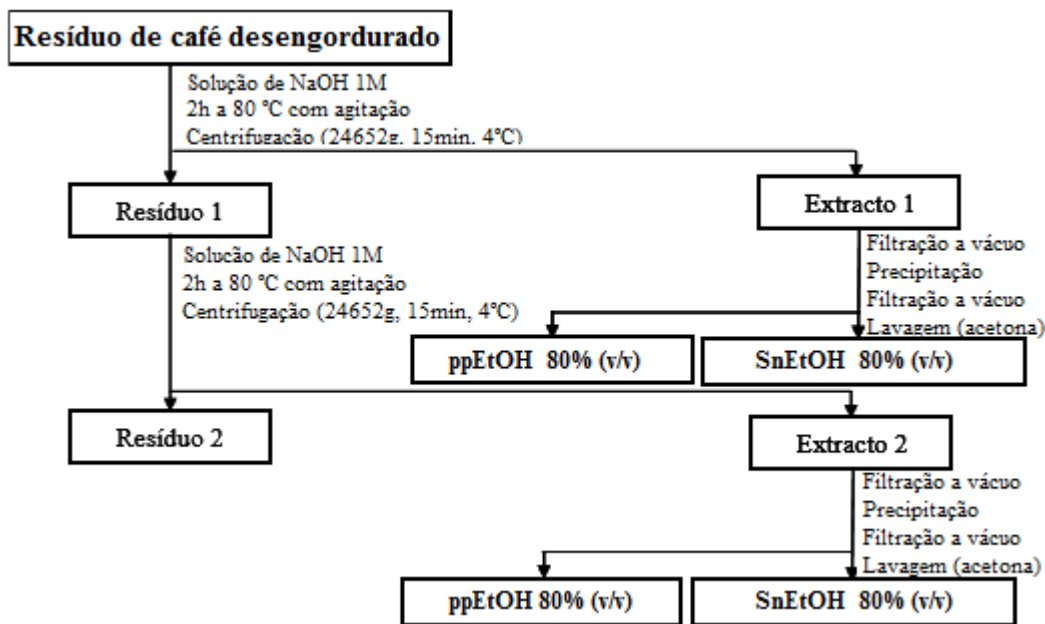 Resíduo de café desengordurado
Solução de NaOH 1M
2h a 80 °C com agitação
Centrifugação (24652g, 15min, 4°C)
Resíduo 1
Extracto 1
Solucão de NaOH 1M
2h a 80 °C com agitação
Centrifugação (24652g, 15min, 4°C)
Filtração a vácuo
Precipitação
Filtração a vácuo
Lavagem (acetona)
ppEtOH 80% (v/v)
SnEtOH 80% (v/v)
Resíduo 2
Extracto 2
Filtração a vácuo
Precipitação
Filtração a vácuo
Lavagem (acetona)
ppEtOH 80% (v/v)
SnEtOH 80% (v/v)